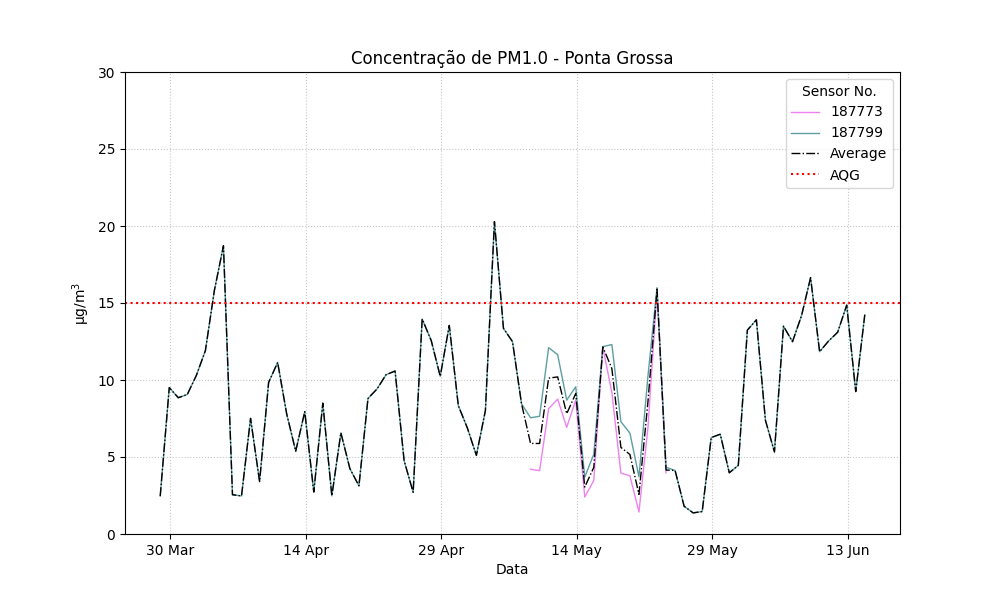 Concentração de PM1.0 - Ponta Grossa
30
25
20
15
10
5
0
µg/m³
30 Mar
14 Apr
29 Apr
14 May
29 May
13 Jun
Data
Sensor No.
187773
187799
Average
AQG